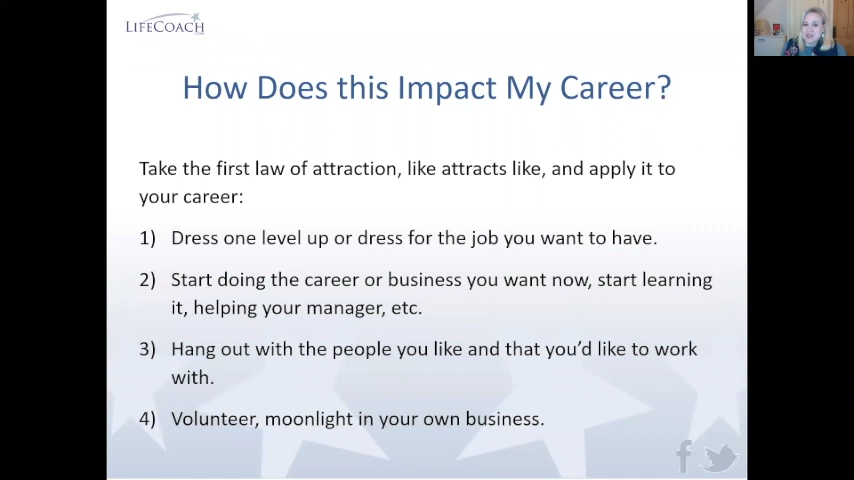 LIFECOACH
How Does this Impact My Career?
Take the first law of attraction, like attracts like, and apply it to
your career:
1) Dress one level up or dress for the job you want to have.
2) Start doing the career or business you want now, start learning
it, helping your manager, etc.
3) Hang out with the people you like and that you’d like to work
with.
4) Volunteer, moonlight in your own business.